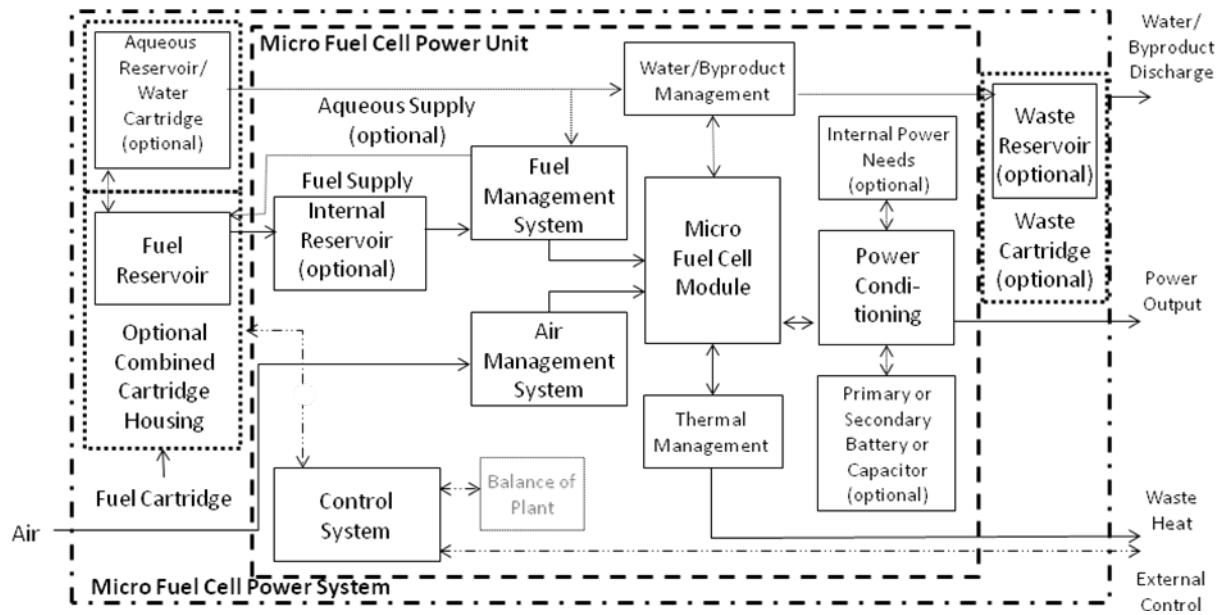 Aqueous
Reservoir/
Water
Cartridge
(optional)
Fuel
Reservoir
Optional
Combined
Cartridge
Housing
Fuel Cartridge
Air
Micro Fuel Cell Power System
Micro Fuel Cell Power Unit
Aqueous Supply
(optional)
Fuel Supply
Internal
Reservoir
(optional)
Fuel
Management
System
Air
Management
System
Control
System
Balance of
Plant
Water/Byproduct
Management
Micro
Fuel Cell
Module
Thermal
Management
Internal Power
Needs
(optional)
Power
Condi-
tioning
Primary or
Secondary
Battery or
Capacitor
(optional)
Waste
Reservoir
(optional)
Waste
Cartridge
(optional)
Water/
Byproduct
Discharge
Power
Output
Waste
Heat
External
Control